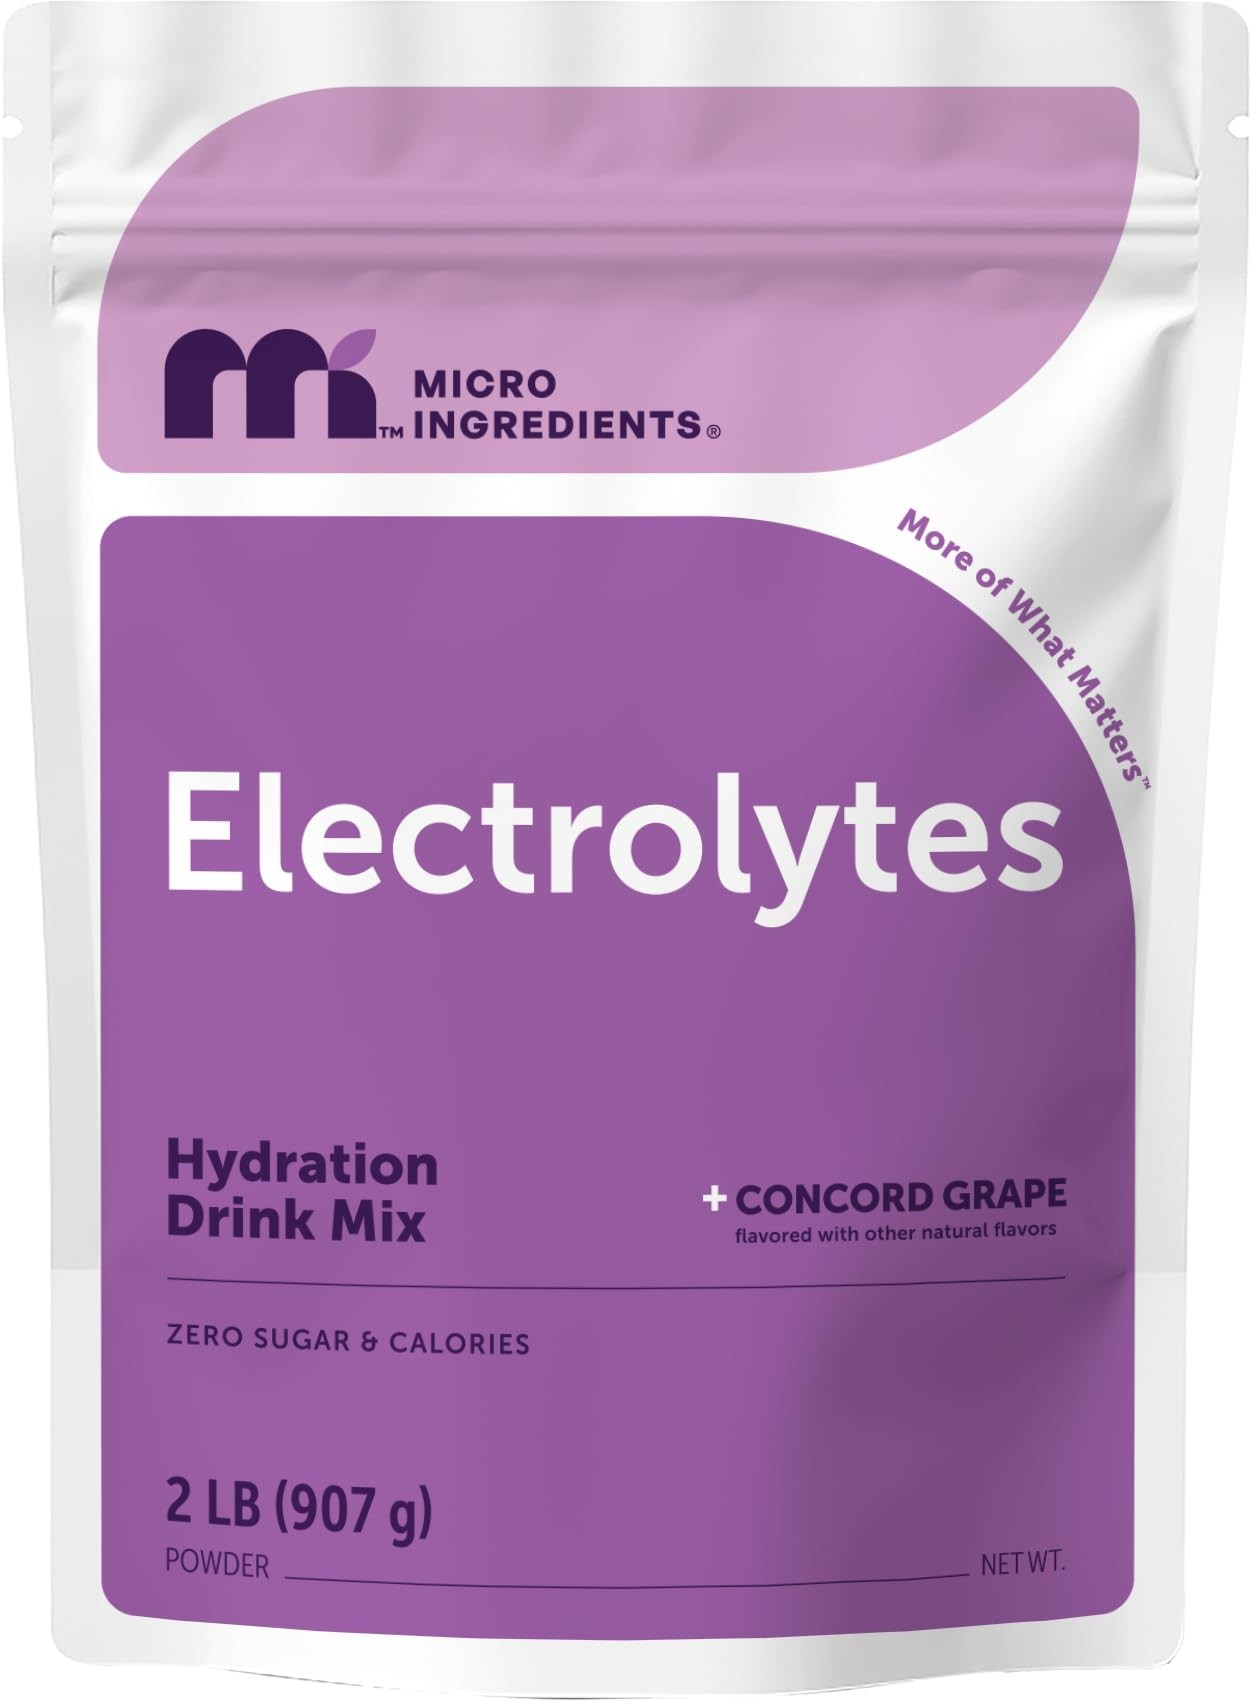 MICRO
INGREDIENTS®
™
More of What Matters™
Electrolytes
Hydration
Drink Mix
+ CONCORD GRAPE
flavored with other natural flavors
ZERO SUGAR & CALORIES
2 LB (907 g)
POWDER
NET WT.